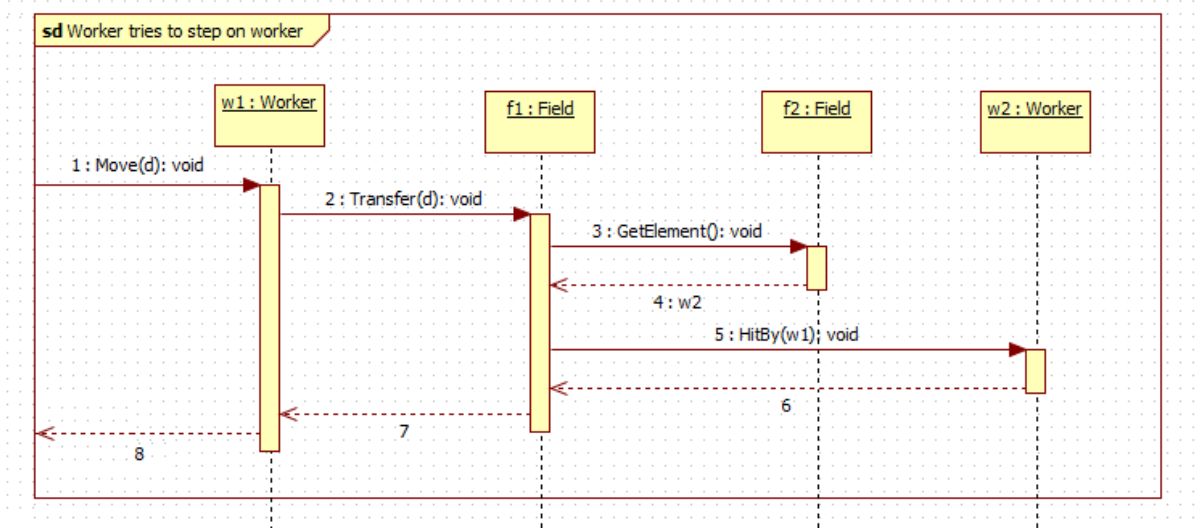 sd Worker tries to step on worker
w1 : Worker
f1 : Field
f2 : Field
w2 : Worker
1 : Move(d): void
2 : Transfer(d): void
3 : GetElement(): void
4 : w2
5 : HitBy(w1): void
6
7
8